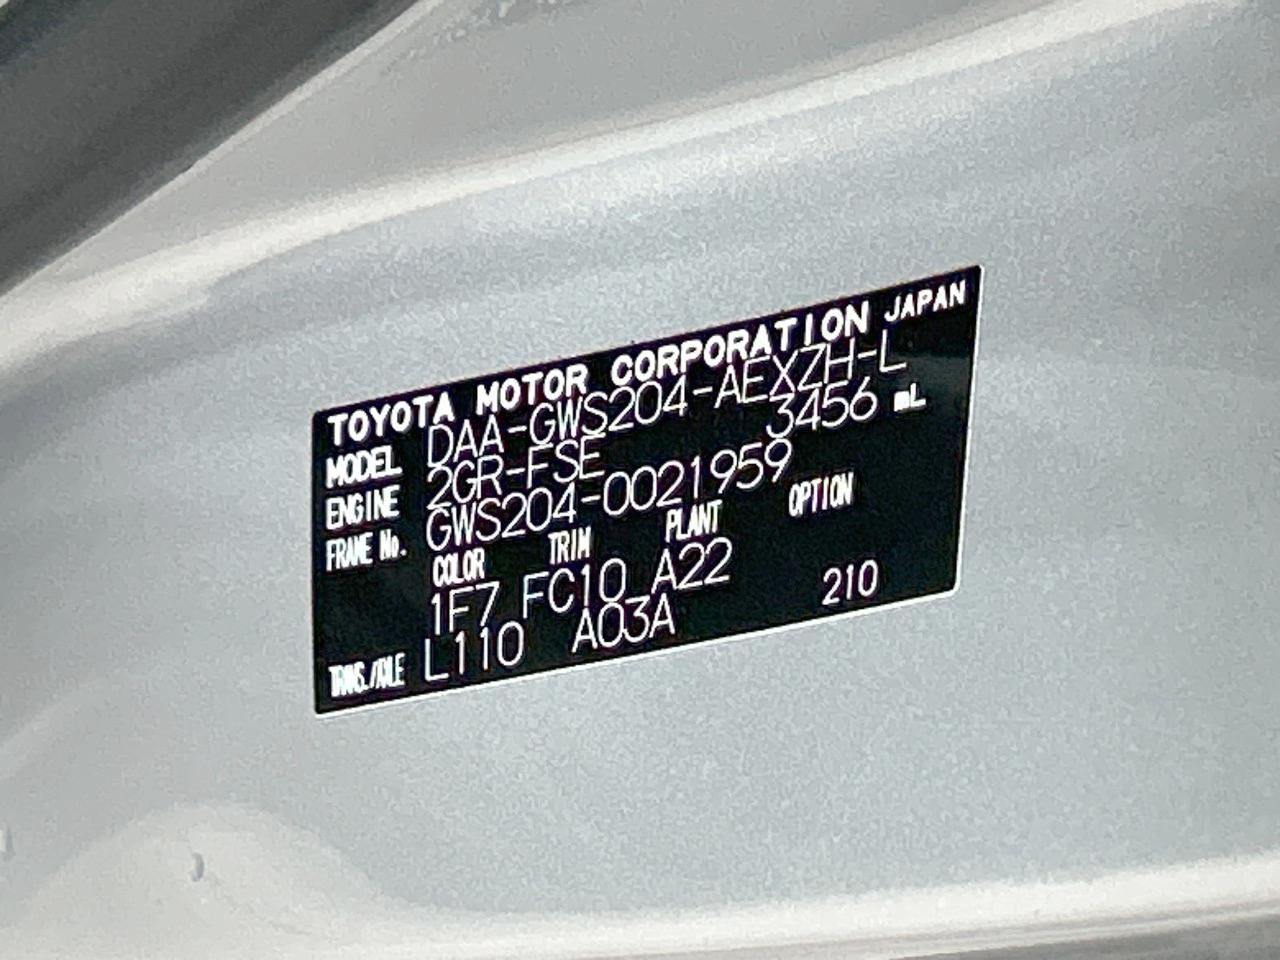 TOYOTA MOTOR CORPORATION JAPAN
MODEL DAA-GWS204-AEXZH-L
ENGINE 2GR-FSE 3456 mL
FRAME No. GWS204-0021959
COLOR TRIM PLANT OPTION
1F7 FC10 A22
TRANS./AXLE L110 A03A 210